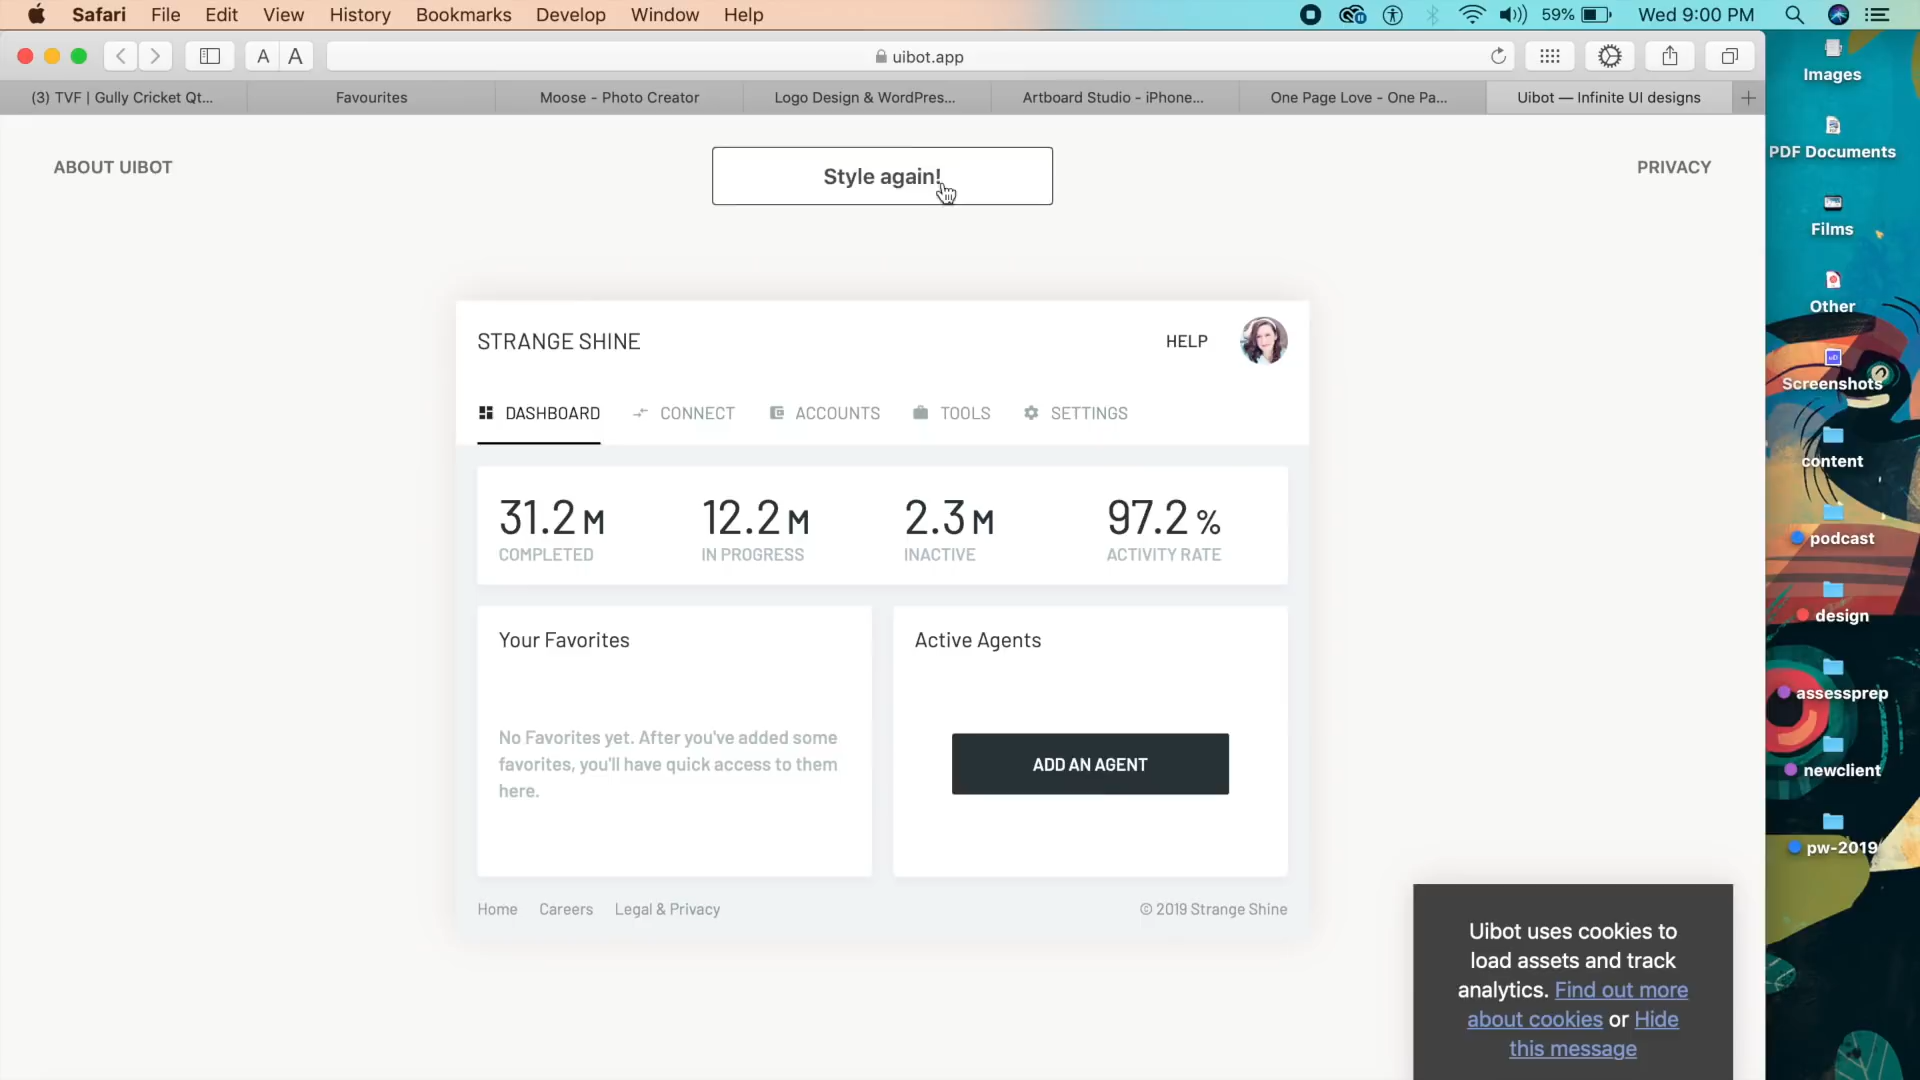 Safari File Edit View History Bookmarks Develop Window Help 59% Wed 9:00 PM
A A uibot.app
(3) TVF | Gully Cricket Qt... Favourites Moose - Photo Creator Logo Design & WordPres... Artboard Studio - iPhone... One Page Love - One Pa... Uibot — Infinite UI designs
ABOUT UIBOT Style again! PRIVACY
STRANGE SHINE HELP
DASHBOARD CONNECT ACCOUNTS TOOLS SETTINGS
31.2 M 12.2 M 2.3 M 97.2 %
COMPLETED IN PROGRESS INACTIVE ACTIVITY RATE
Your Favorites Active Agents
No Favorites yet. After you've added some
favorites, you'll have quick access to them
here.
ADD AN AGENT
Home Careers Legal & Privacy © 2019 Strange Shine
Uibot uses cookies to
load assets and track
analytics. Find out more
about cookies or Hide
this message
Images
PDF Documents
Films
Other
Screenshots
content
podcast
design
assessprep
newclient
pw-2019